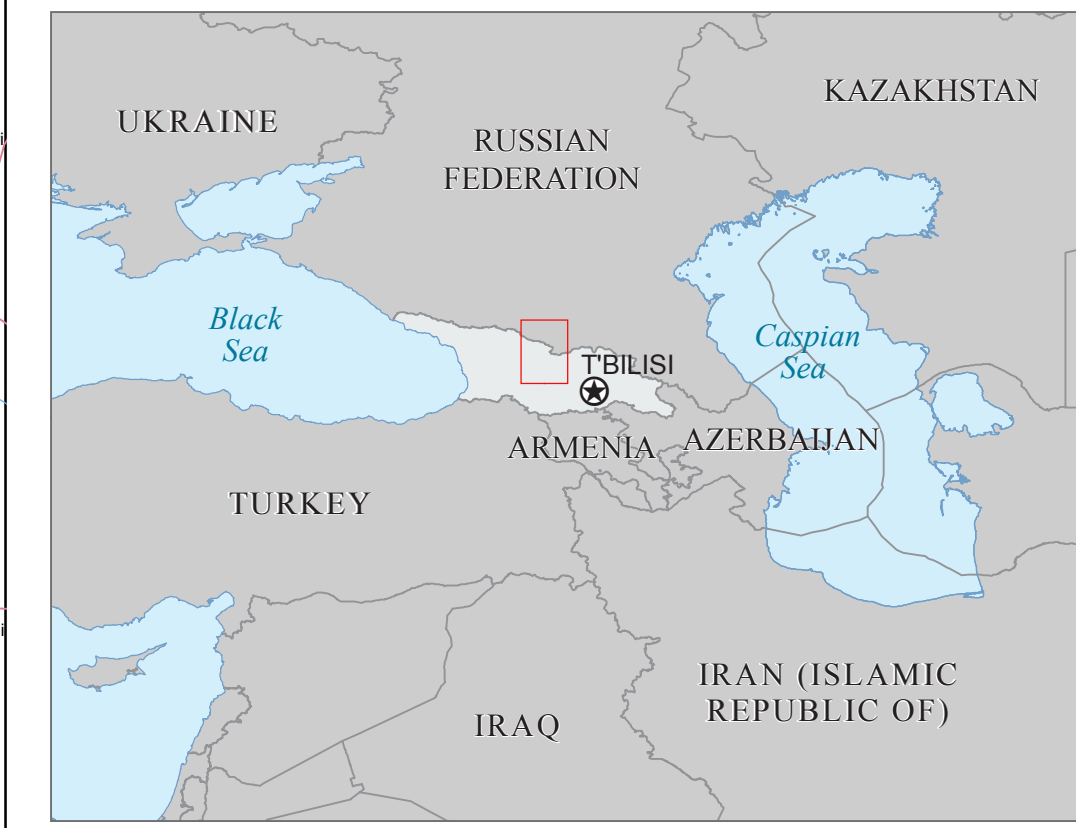 UKRAINE
KAZAKHSTAN
RUSSIAN
FEDERATION
Black
Sea
Caspian
Sea
T'BILISI
ARMENIA
AZERBAIJAN
TURKEY
IRAN (ISLAMIC
REPUBLIC OF)
IRAQ
i
i